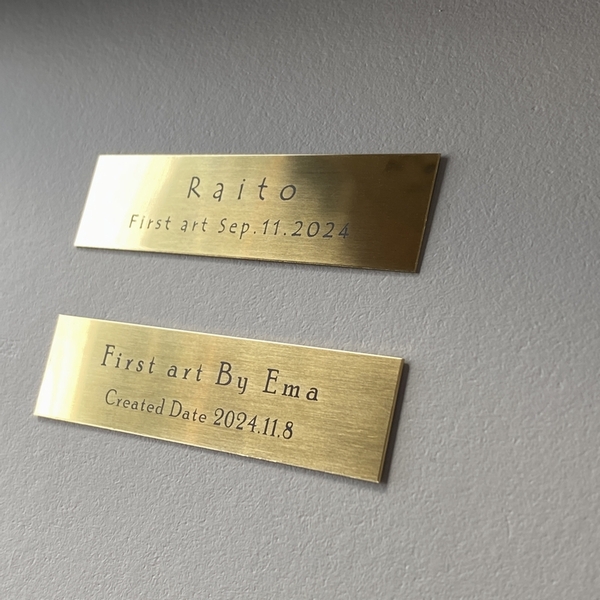 Raito
First art Sep.11.2024
First art By Ema
Created Date 2024.11.8